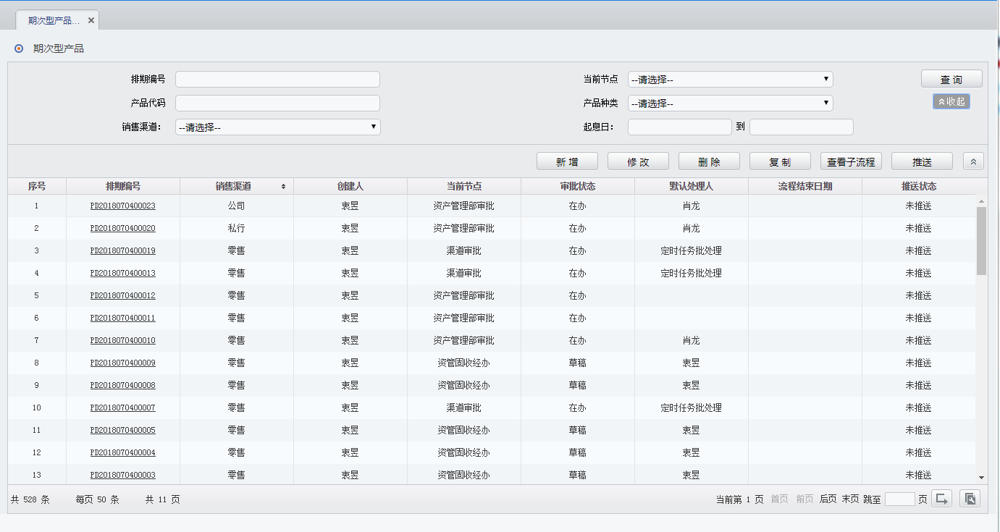 期次型产品...
期次型产品
排期编号 当前节点 --请选择-- 查 询
产品代码 产品种类 --请选择-- 收起
销售渠道: --请选择-- 起息日: 到
新 增 修 改 删 除 复 制 查看子流程 推送
序号 排期编号 销售渠道 创建人 当前节点 审批状态 默认处理人 流程结束日期 推送状态
1 PD2018070400023 公司 衷昱 资产管理部审批 在办 肖龙 未推送
2 PD2018070400020 私行 衷昱 资产管理部审批 在办 肖龙 未推送
3 PD2018070400019 零售 衷昱 渠道审批 在办 定时任务批处理 未推送
4 PD2018070400013 零售 衷昱 渠道审批 在办 定时任务批处理 未推送
5 PD2018070400012 零售 衷昱 资产管理部审批 在办 未推送
6 PD2018070400011 零售 衷昱 资产管理部审批 在办 未推送
7 PD2018070400010 零售 衷昱 资产管理部审批 在办 肖龙 未推送
8 PD2018070400009 零售 衷昱 资管固收经办 草稿 衷昱 未推送
9 PD2018070400008 零售 衷昱 资管固收经办 草稿 衷昱 未推送
10 PD2018070400007 零售 衷昱 渠道审批 在办 定时任务批处理 未推送
11 PD2018070400005 零售 衷昱 资管固收经办 草稿 衷昱 未推送
12 PD2018070400004 零售 衷昱 资管固收经办 草稿 衷昱 未推送
13 PD2018070400003 零售 衷昱 资管固收经办 草稿 衷昱 未推送
共 528 条 每页 50 条 共 11 页 当前第 1 页 首页 前页 后页 末页 跳至 页